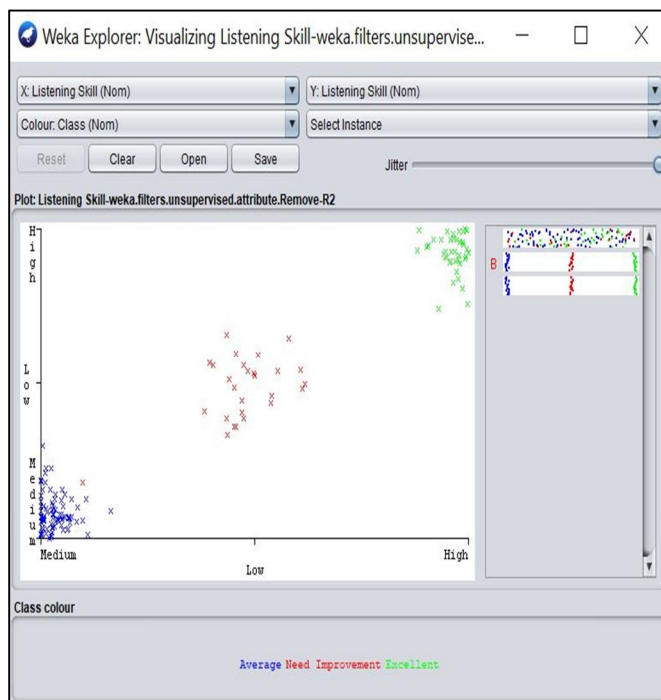 Weka Explorer: Visualizing Listening Skill-weka.filters.unsupervise...
X: Listening Skill (Nom)
Y: Listening Skill (Nom)
Colour: Class (Nom)
Select Instance
Reset
Clear
Open
Save
Jitter
Plot: Listening Skill-weka.filters.unsupervised.attribute.Remove-R2
High
Low
Medium
B
Medium
Low
High
Class colour
Average Need Improvement Excellent